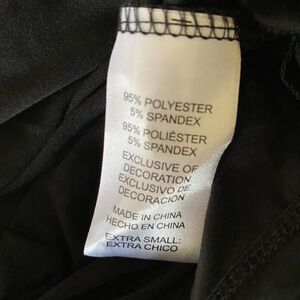 95% POLYESTER
5% SPANDEX
95% POLIÉSTER
5% SPANDEX
EXCLUSIVE OF
DECORATION
EXCLUSIVO DE
DECORACION
MADE IN CHINA
HECHO EN CHINA
EXTRA SMALL:
EXTRA CHICO